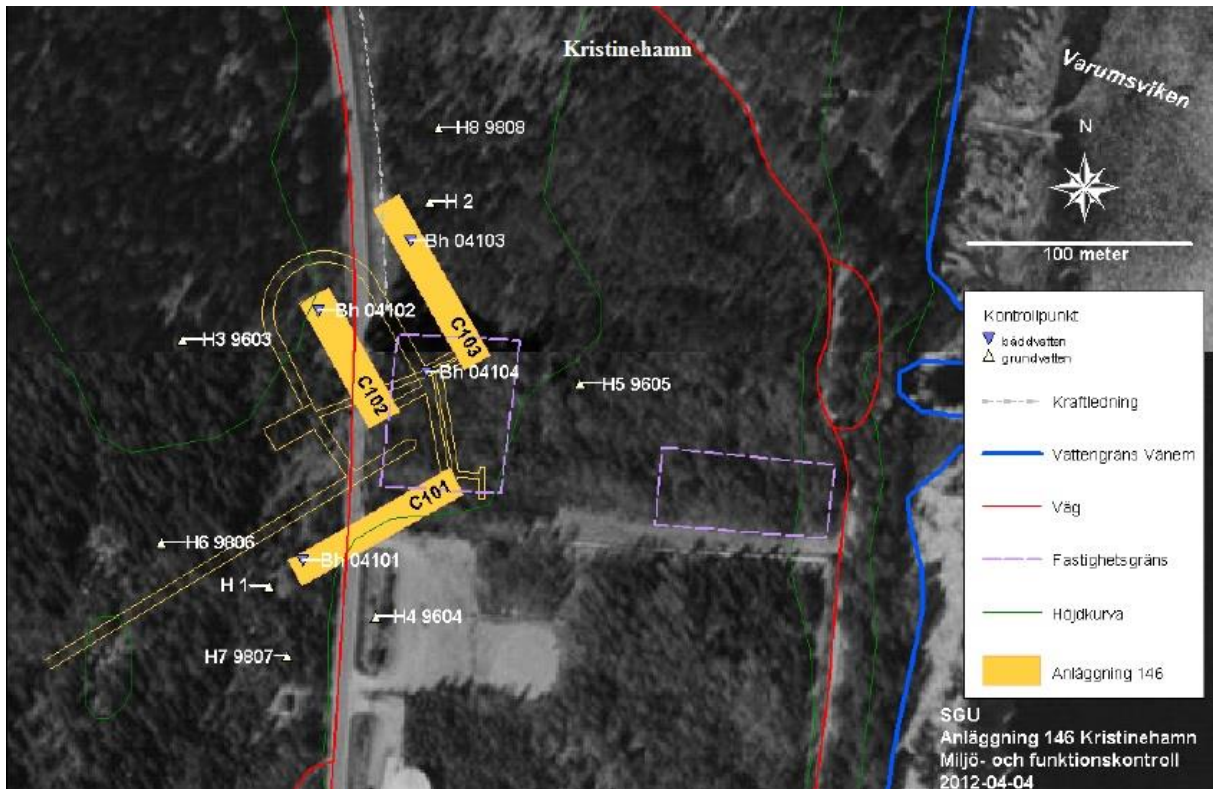 Kristinehamn
Varumsviken
N
100 meter
H8 9808
H 2
Bh 04103
Bh 04102
H3 9603
C103
Bh 04104
H5 9605
C102
C101
H6 9806
Bh 04101
H 1
H4 9604
H7 9807
Kontrollpunkt
bäddvatten
grundvatten
Kraftledning
Vattengräns Vänern
Väg
Fastighetsgräns
Höjdkurva
Anläggning 146
SGU
Anläggning 146 Kristinehamn
Miljö- och funktionskontroll
2012-04-04